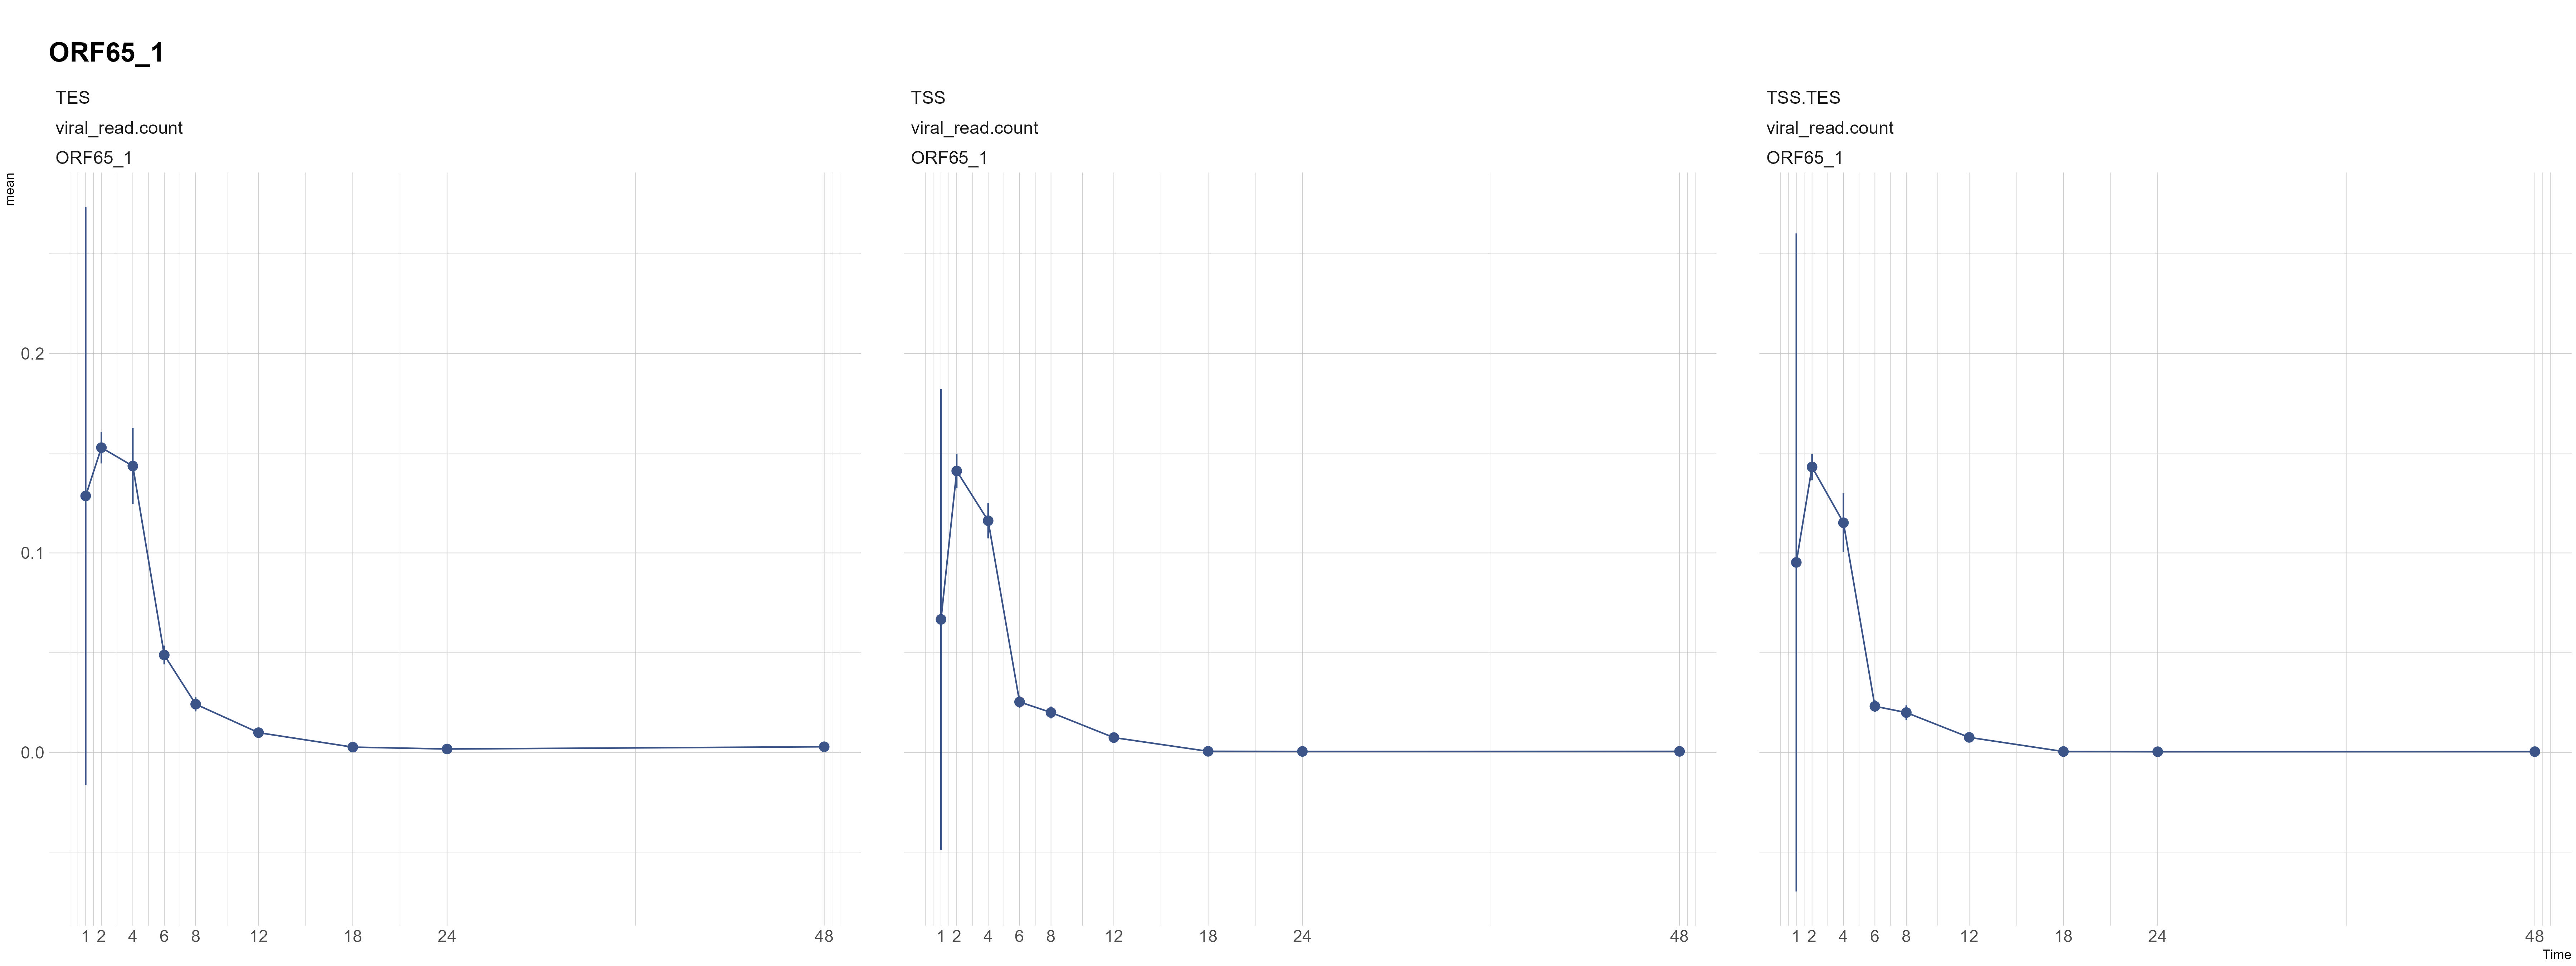 ORF65_1
TES
viral_read.count
ORF65_1
TSS
viral_read.count
ORF65_1
TSS.TES
viral_read.count
ORF65_1
mean
0.2
0.1
0.0
1 2 4 6 8 12 18 24 48
1 2 4 6 8 12 18 24 48
1 2 4 6 8 12 18 24 48
Time